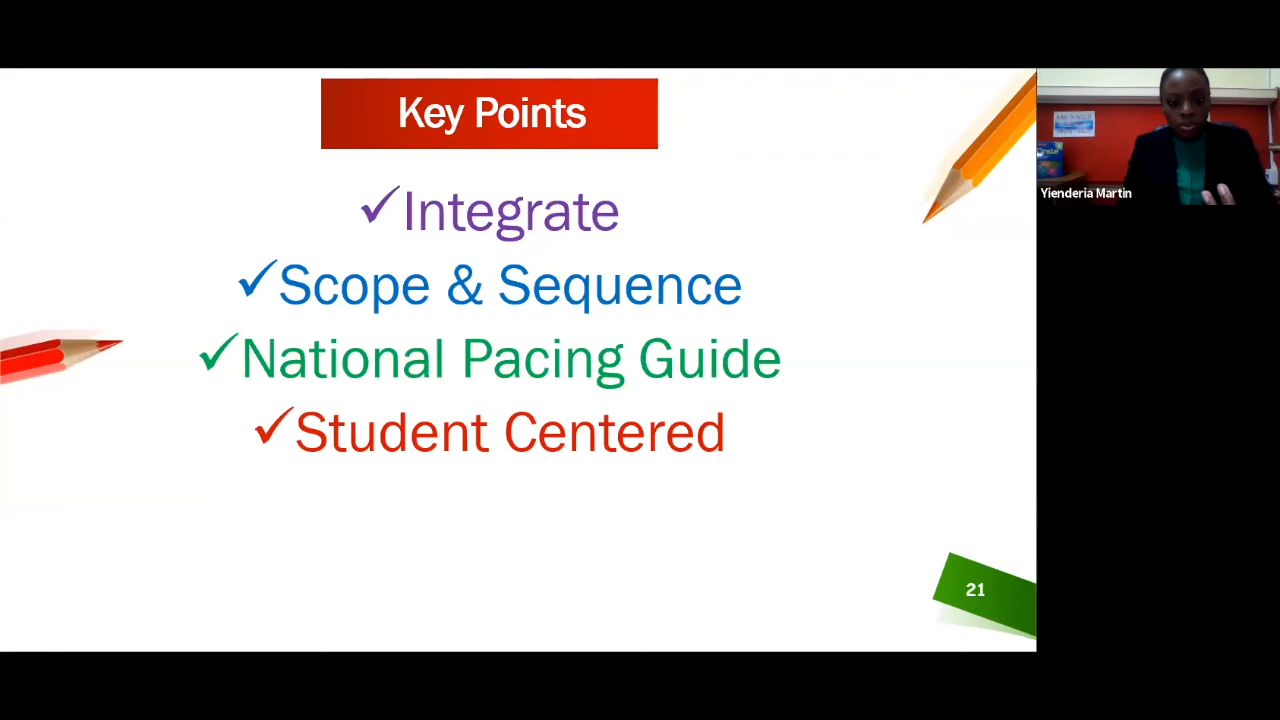 Key Points
✓Integrate
✓Scope & Sequence
✓National Pacing Guide
✓Student Centered
21
Yienderia Martin